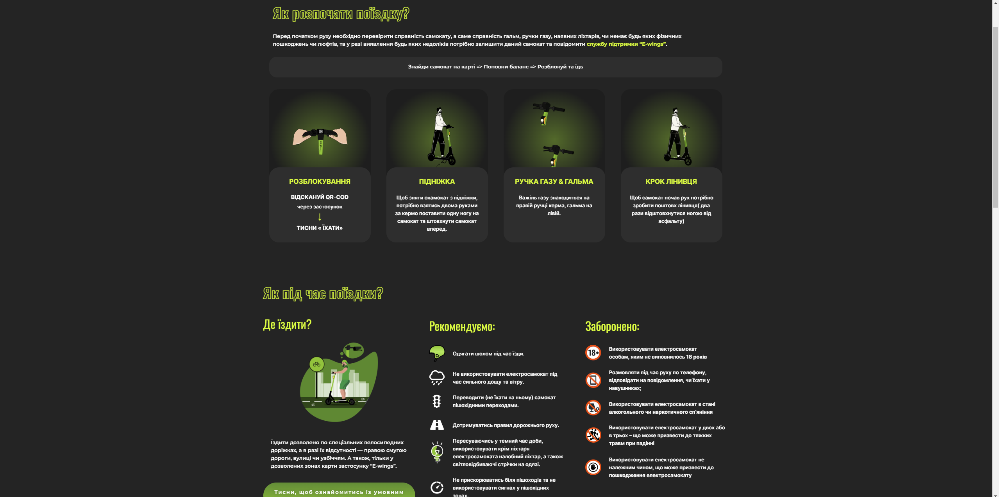 Як розпочати поїздку?
Перед початком руху необхідно перевірити справність самокату, а саме справність гальм, ручки газу, наявних ліхтарів, чи немає будь яких фізичних
пошкоджень чи люфтів, та у разі виявлення будь яких недоліків потрібно залишити даний самокат та повідомити службу підтримки “E-wings”.
Знайди самокат на карті => Поповни баланс => Розблокуй та їдь
РОЗБЛОКУВАННЯ
ВІДСКАНУЙ QR-COD
через застосунок
↓
ТИСНИ « ЇХАТИ»
ПІДНІЖКА
Щоб зняти скамокат з підніжки,
потрібно взятись двома руками
за кермо поставити одну ногу на
самокат та штовхнути самокат
вперед.
РУЧКА ГАЗУ & ГАЛЬМА
Важіль газу знаходиться на
правій ручці керма, гальма на
лівій.
КРОК ЛІНИВЦЯ
Щоб самокат почав рух потрібно
зробити поштовх лінивця( два
рази відштовхнутися ногою від
асфальту)
Як під час поїздки?
Де їздити?
Їздити дозволено по спеціальних велосипедних
доріжках, а в разі їх відсутності — правою смугою
дороги, вулиці чи узбіччям. А також, тільки у
дозволених зонах карти застосунку “E-wings”.
Тисни, щоб ознайомитись із умовним
Рекомендуємо:
Одягати шолом під час їзди.
Не використовувати електросамокат під
час сильного дощу та вітру.
Переводити (не їхати на ньому) самокат
пішохідними переходами.
Дотримуватись правил дорожнього руху.
Пересуваючись у темний час доби,
використовувати крім ліхтаря
електросамоката налобний ліхтар, а також
світловідбиваючі стрічки на одязі.
Не прискорюватись біля пішоходів та не
використовувати сигнал у пішохідних
зонах.
Заборонено:
18+
Використовувати електросамокат
особам, яким не виповнилось 18 років
Розмовляти під час руху по телефону,
відповідати на повідомлення, чи їхати у
навушниках;
Використовувати електросамокат в стані
алкогольного чи наркотичного сп’яніння
Використовувати електросамокат у двох або
в трьох – що може призвести до тяжких
травм при падінні
Використовувати електросамокат не
належним чином, що може призвести до
пошкодження електросамокату